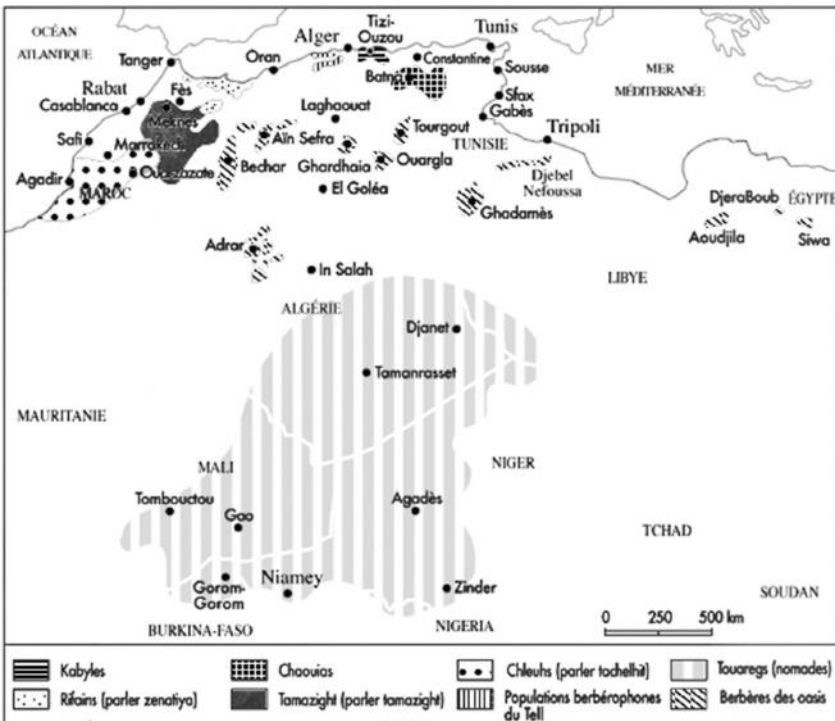 OCÉAN
ATLANTIQUE
Tanger
Oran
Alger
Tizi-
Ouzou
Constantine
Tunis
Batna
Sousse
MER
MÉDITERRANÉE
Rabat
Fès
Casablanca
Meknès
Laghaouat
Sfax
Gabès
Safi
Marrakech
Aïn Sefra
Tourgout
TUNISIE
Tripoli
Agadir
Ouarzazate
MAROC
Bechar
Ghardhaia
Ouargla
Djebel
Nefoussa
El Goléa
Ghadamès
DjeraBoub
ÉGYPTE
Aoudjila
Siwa
Adrar
In Salah
LIBYE
ALGÉRIE
Djanet
Tamanrasset
MAURITANIE
MALI
NIGER
Tombouctou
Gao
Agadès
TCHAD
Gorom-
Gorom
Niamey
Zinder
SOUDAN
BURKINA-FASO
NIGERIA
0 250 500 km
Kabyles
Chaouias
Chleuhs (parler tachelhit)
Touaregs (nomades)
Rifains (parler zenatiya)
Tamazight (parler tamazight)
Populations berbérophones
du Tell
Berbères des oasis